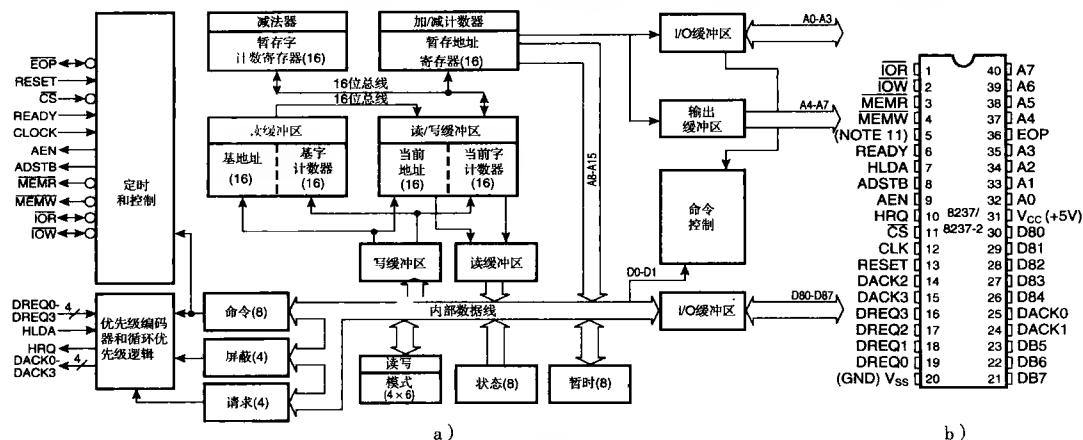 EOP
RESET
CS
READY
CLOCK
AEN
ADSTB
MEMR
MEMW
IOR
IOW
定时
和控制
DREQ0-
DREQ3
4
HLDA
HRQ
DACK0-
DACK3
4
优先级编码
器和循环优
先级逻辑
减法器
暂存字
计数寄存器(16)
加/减计数器
暂存地址
寄存器(16)
16位总线
16位总线
读缓冲区
基地址
(16)
基字
计数器
(16)
读/写缓冲区
当前
地址
(16)
当前字
计数器
(16)
A8-A15
写缓冲区
读缓冲区
命令(8)
屏蔽(4)
请求(4)
内部数据线
读写
模式
(4×6)
状态(8)
暂时(8)
I/O缓冲区
A0-A3
输出
缓冲区
A4-A7
命令
控制
D0-D1
I/O缓冲区
D80-D87
a)
IOR 1 40 A7
IOW 2 39 A6
MEMR 3 38 A5
MEMW 4 37 A4
(NOTE 11) 5 36 EOP
READY 6 35 A3
HLDA 7 34 A2
ADSTB 8 33 A1
AEN 9 32 A0
HRQ 10 8237/ 31 VCC (+5V)
CS 11 8237-2 30 D80
CLK 12 29 D81
RESET 13 28 D82
DACK2 14 27 D83
DACK3 15 26 D84
DREQ3 16 25 DACK0
DREQ2 17 24 DACK1
DREQ1 18 23 DB5
DREQ0 19 22 DB6
(GND) VSS 20 21 DB7
b)